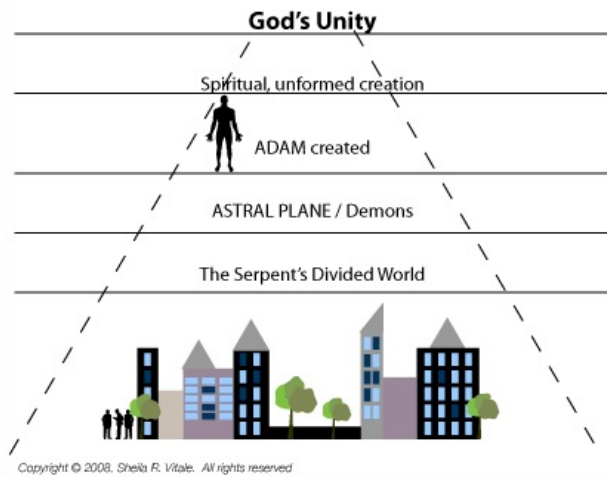 God's Unity
Spiritual, unformed creation
ADAM created
ASTRAL PLANE / Demons
The Serpent's Divided World
Copyright © 2008, Sheila R. Vitale. All rights reserved